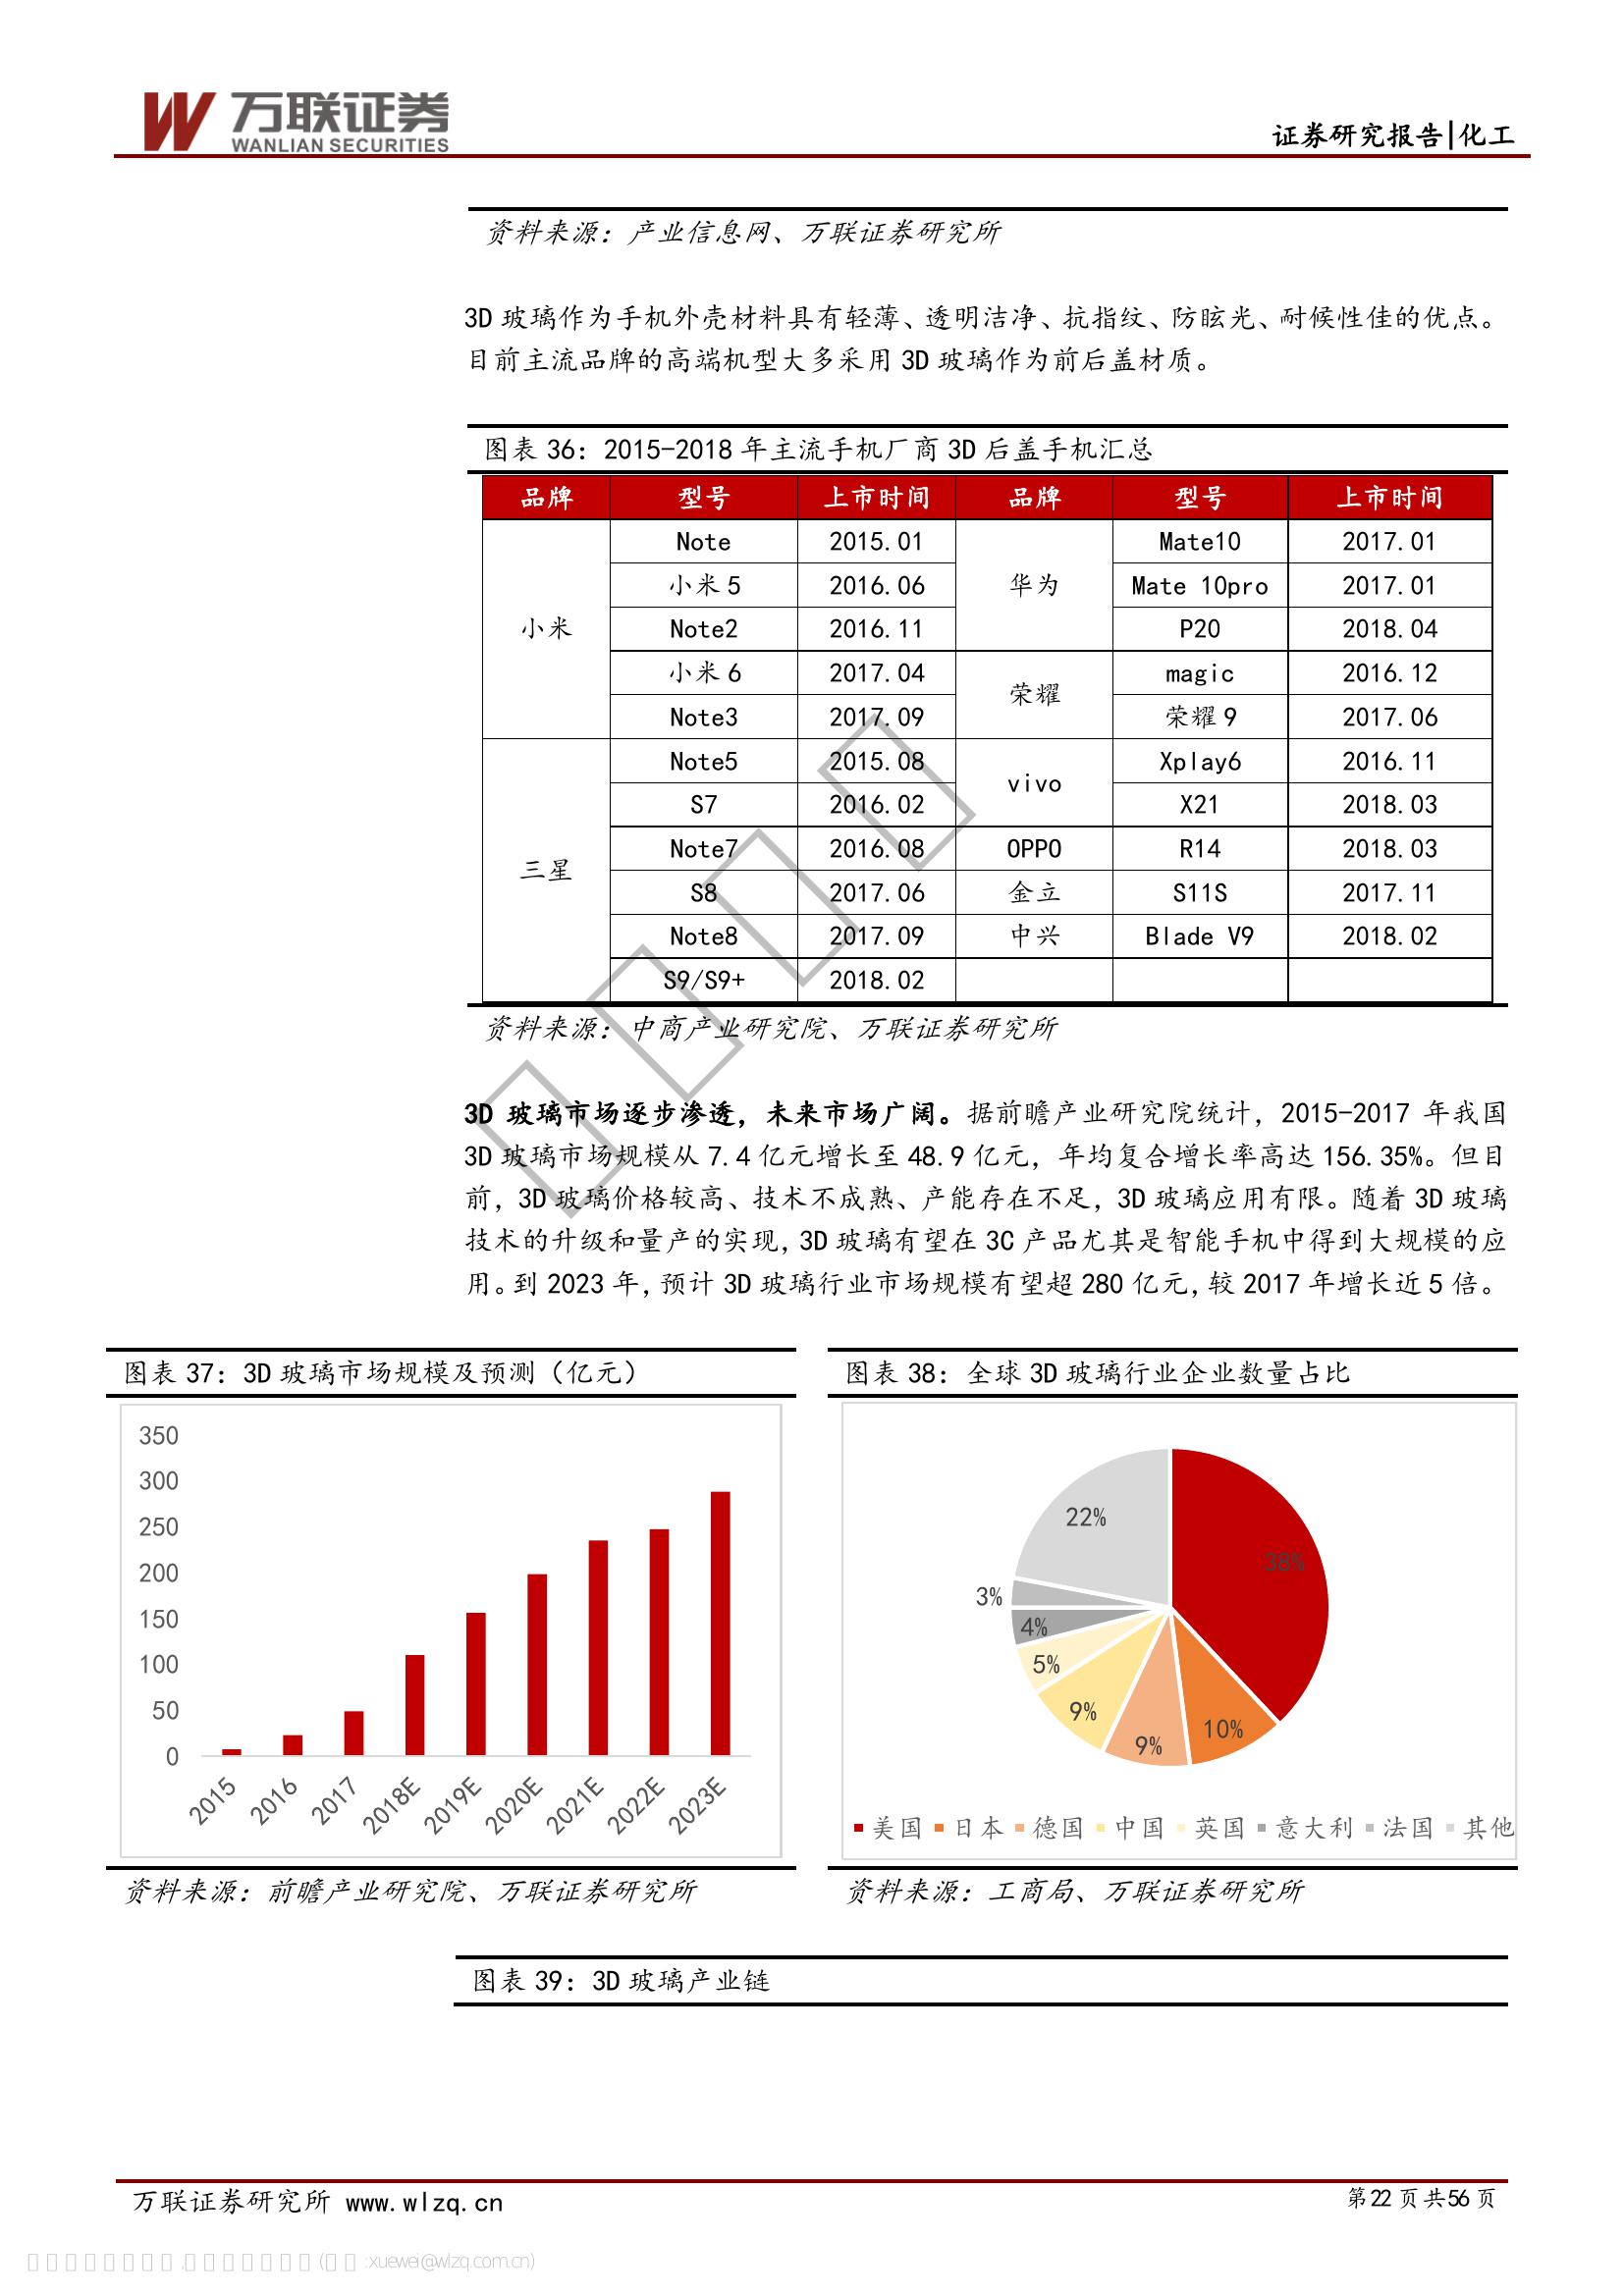 万联证券
WANLIAN SECURITIES
证券研究报告|化工
资料来源：产业信息网、万联证券研究所
3D 玻璃作为手机外壳材料具有轻薄、透明洁净、抗指纹、防眩光、耐候性佳的优点。
目前主流品牌的高端机型大多采用 3D 玻璃作为前后盖材质。
图表 36：2015-2018 年主流手机厂商 3D 后盖手机汇总
品牌 型号 上市时间 品牌 型号 上市时间
小米 Note 2015.01 华为 Mate10 2017.01
小米 5 2016.06 Mate 10pro 2017.01
Note2 2016.11 P20 2018.04
小米 6 2017.04 荣耀 magic 2016.12
Note3 2017.09 荣耀 9 2017.06
三星 Note5 2015.08 vivo Xplay6 2016.11
S7 2016.02 X21 2018.03
Note7 2016.08 OPPO R14 2018.03
S8 2017.06 金立 S11S 2017.11
Note8 2017.09 中兴 Blade V9 2018.02
S9/S9+ 2018.02
资料来源：中商产业研究院、万联证券研究所
3D 玻璃市场逐步渗透，未来市场广阔。据前瞻产业研究院统计，2015-2017 年我国
3D 玻璃市场规模从 7.4 亿元增长至 48.9 亿元，年均复合增长率高达 156.35%。但目
前，3D 玻璃价格较高、技术不成熟、产能存在不足，3D 玻璃应用有限。随着 3D 玻璃
技术的升级和量产的实现，3D 玻璃有望在 3C 产品尤其是智能手机中得到大规模的应
用。到 2023 年，预计 3D 玻璃行业市场规模有望超 280 亿元，较 2017 年增长近 5 倍。
图表 37：3D 玻璃市场规模及预测（亿元）
350
300
250
200
150
100
50
0
2015 2016 2017 2018E 2019E 2020E 2021E 2022E 2023E
资料来源：前瞻产业研究院、万联证券研究所
图表 38：全球 3D 玻璃行业企业数量占比
22%
38%
3%
4%
5%
9%
9%
10%
美国 日本 德国 中国 英国 意大利 法国 其他
资料来源：工商局、万联证券研究所
图表 39：3D 玻璃产业链
万联证券研究所 www.wlzq.cn
第22 页 共56 页
xuewei@wlzq.com.cn)